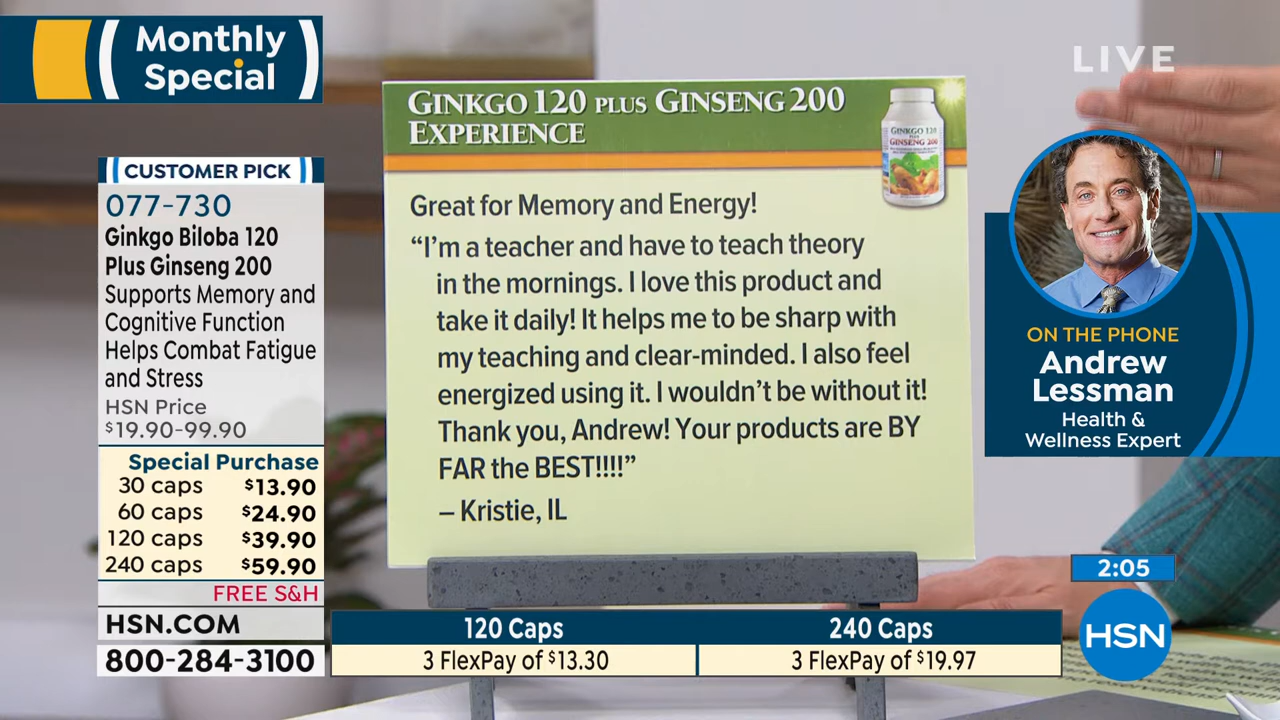 Monthly
Special
LIVE
CUSTOMER PICK
077-730
Ginkgo Biloba 120
Plus Ginseng 200
Supports Memory and
Cognitive Function
Helps Combat Fatigue
and Stress
HSN Price
$19.90-99.90
Special Purchase
30 caps $13.90
60 caps $24.90
120 caps $39.90
240 caps $59.90
FREE S&H
HSN.COM
800-284-3100
GINKGO 120 PLUS GINSENG 200
EXPERIENCE
GINKGO 120
PLUS
GINSENG 200
Great for Memory and Energy!
“I’m a teacher and have to teach theory
in the mornings. I love this product and
take it daily! It helps me to be sharp with
my teaching and clear-minded. I also feel
energized using it. I wouldn’t be without it!
Thank you, Andrew! Your products are BY
FAR the BEST!!!!”
– Kristie, IL
ON THE PHONE
Andrew
Lessman
Health &
Wellness Expert
2:05
HSN
120 Caps 240 Caps
3 FlexPay of $13.30 3 FlexPay of $19.97